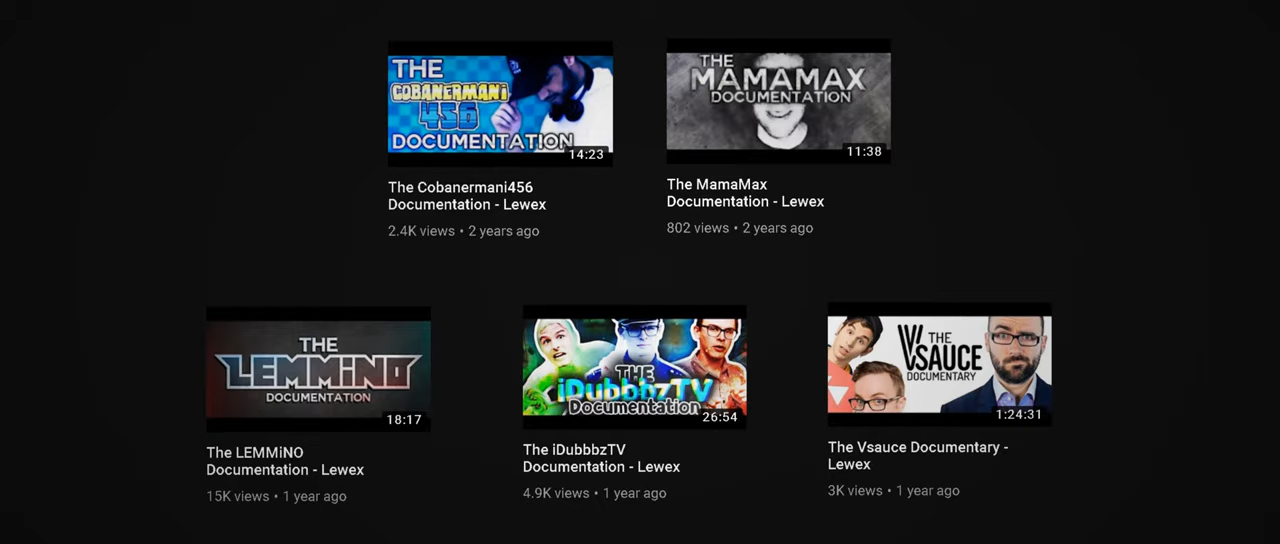 THE
COBANERMANI
456
DOCUMENTATION
14:23
The Cobanermani456
Documentation - Lewex
2.4K views • 2 years ago
THE
MAMAMAX
DOCUMENTATION
11:38
The MamaMax
Documentation - Lewex
802 views • 2 years ago
THE
LEMMiNO
DOCUMENTATION
18:17
The LEMMiNO
Documentation - Lewex
15K views • 1 year ago
THE
iDubbbzTV
Documentation
26:54
The iDubbbzTV
Documentation - Lewex
4.9K views • 1 year ago
THE
VSAUCE
DOCUMENTARY
1:24:31
The Vsauce Documentary -
Lewex
3K views • 1 year ago